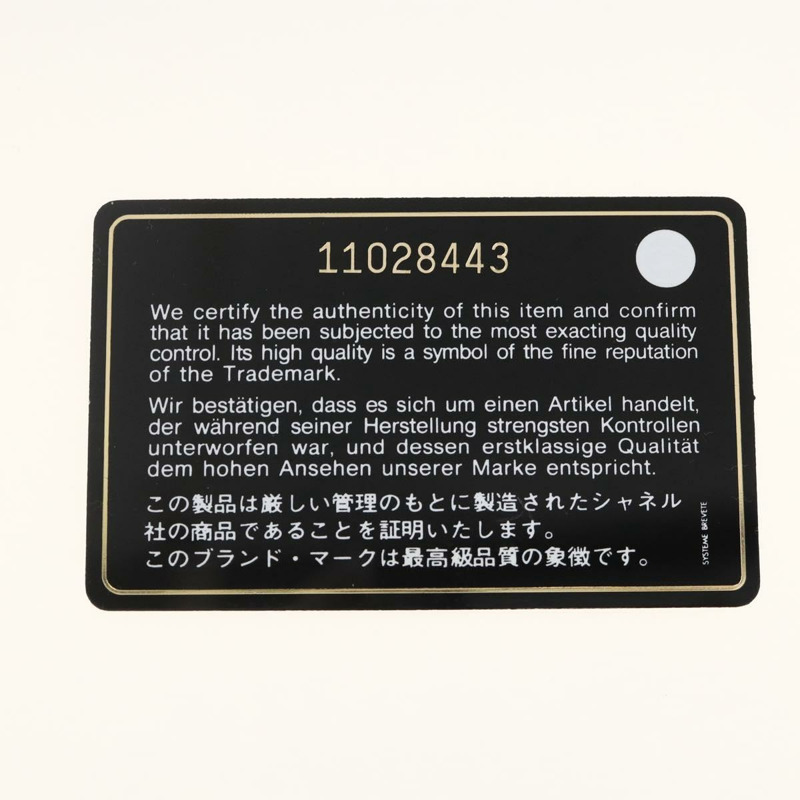 11028443
We certify the authenticity of this item and confirm
that it has been subjected to the most exacting quality
control. Its high quality is a symbol of the fine reputation
of the Trademark.
Wir bestätigen, dass es sich um einen Artikel handelt,
der während seiner Herstellung strengsten Kontrollen
unterworfen war, und dessen erstklassige Qualität
dem hohen Ansehen unserer Marke entspricht.
この製品は厳しい管理のもとに製造されたシャネル
社の商品であることを証明いたします。
このブランド・マークは最高級品質の象徴です。
SYSTEME BREVETE